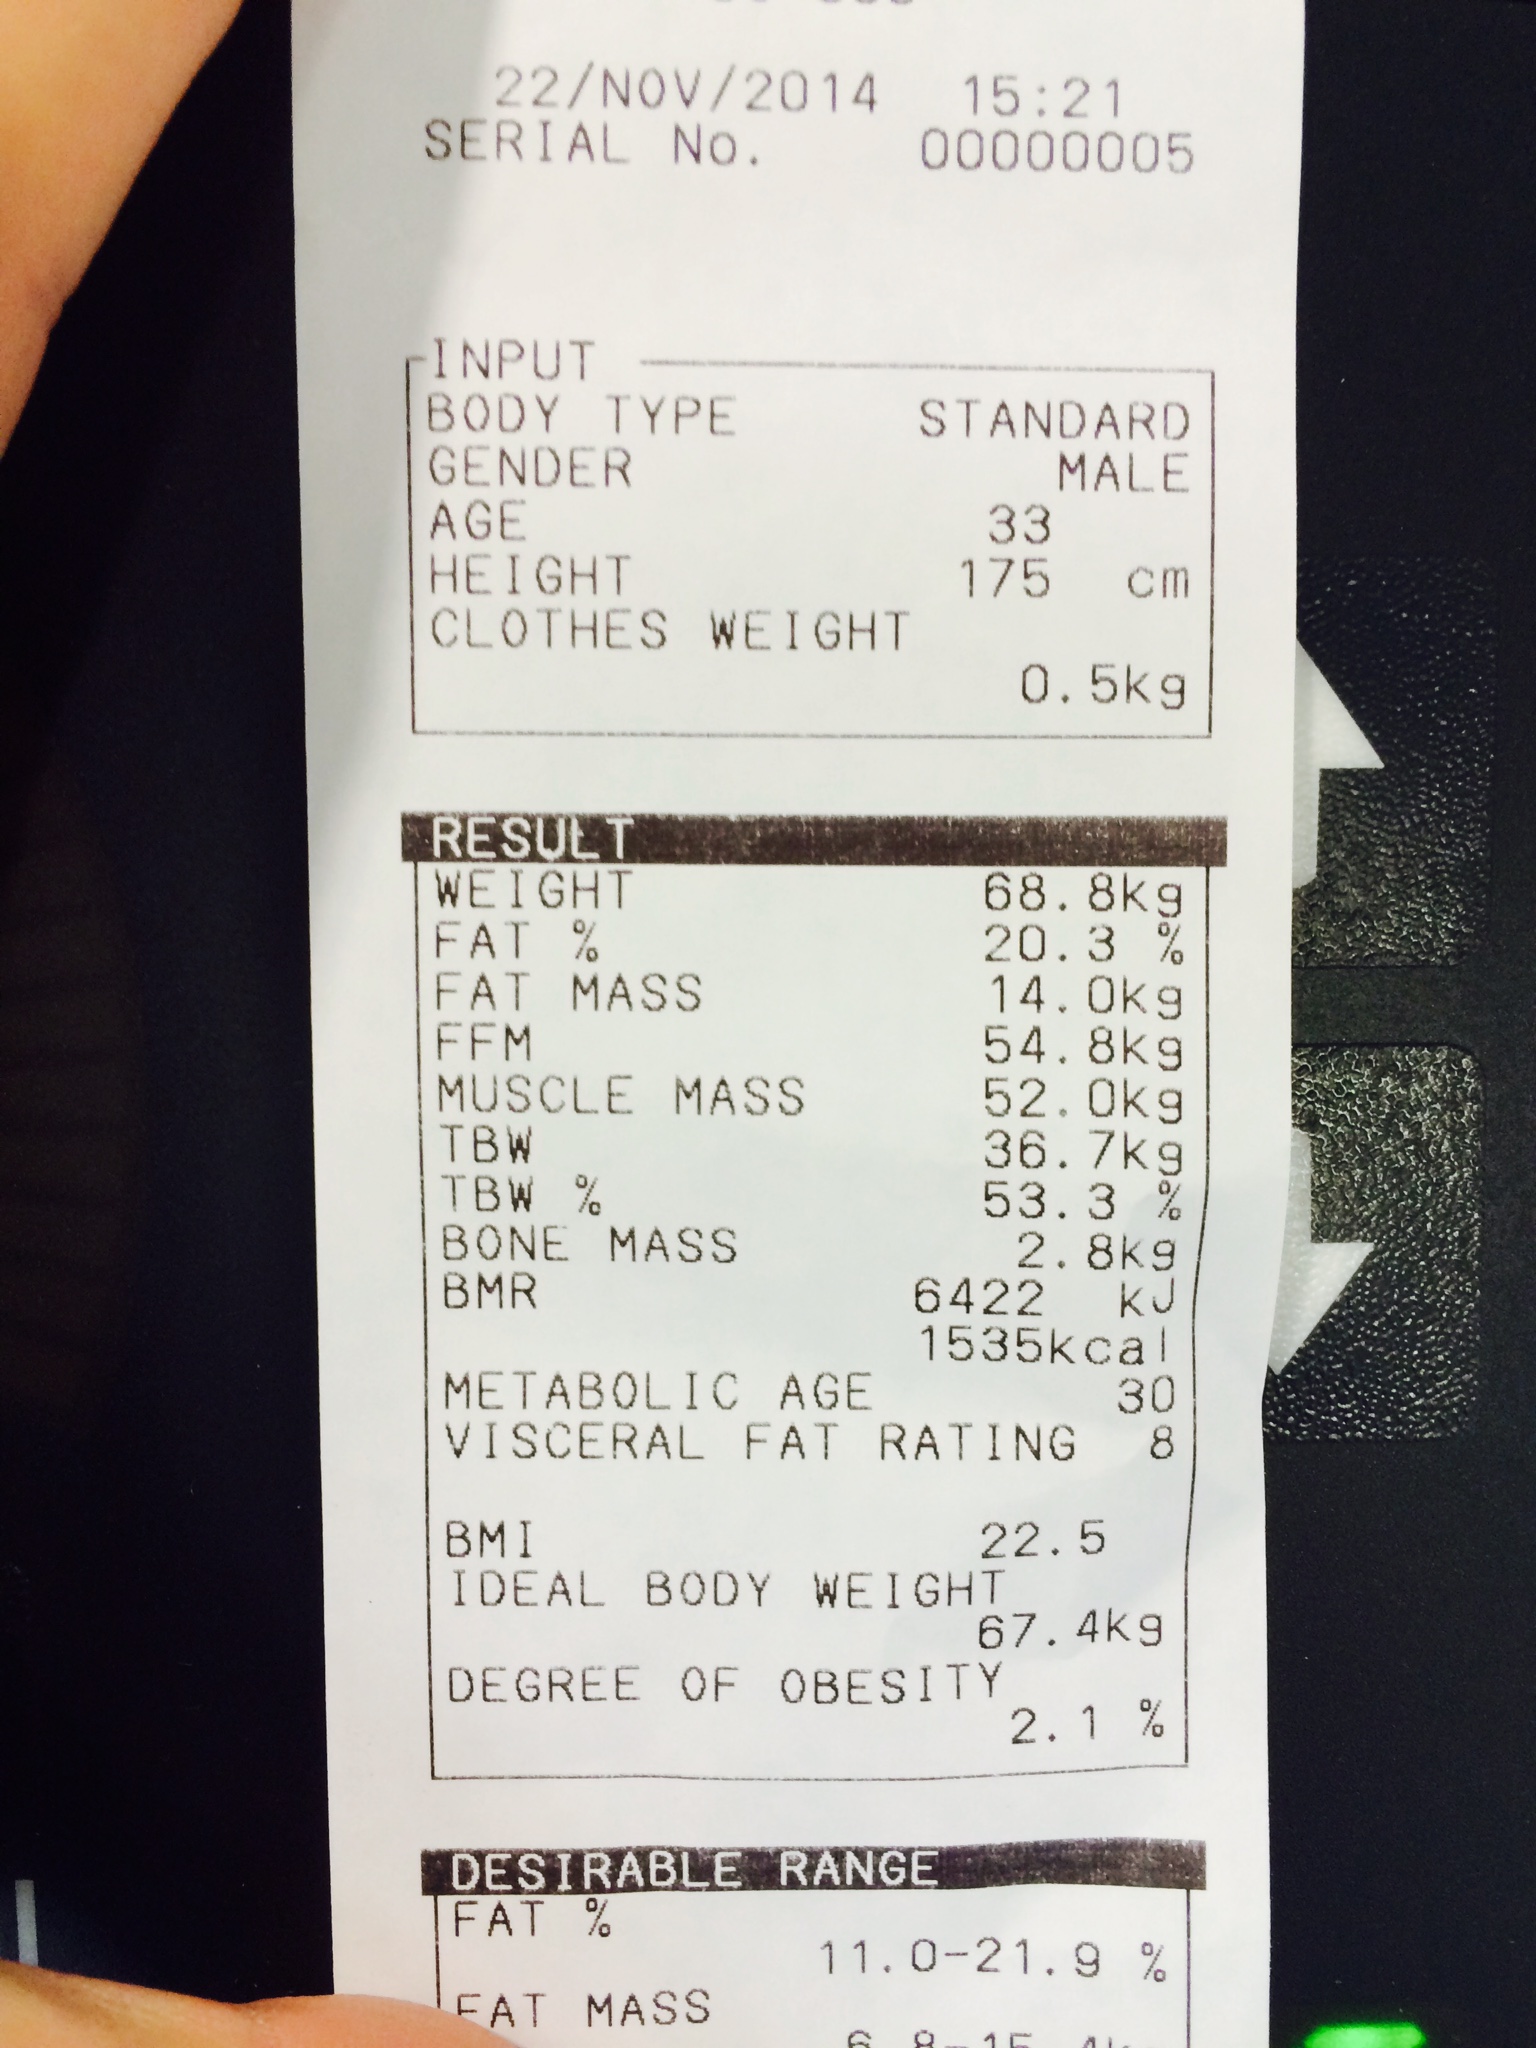 22/NOV/2014 15:21
SERIAL No. 00000005
INPUT
BODY TYPE STANDARD
GENDER MALE
AGE 33
HEIGHT 175 cm
CLOTHES WEIGHT
0.5kg
RESULT
WEIGHT 68.8kg
FAT % 20.3 %
FAT MASS 14.0kg
FFM 54.8kg
MUSCLE MASS 52.0kg
TBW 36.7kg
TBW % 53.3 %
BONE MASS 2.8kg
BMR 6422 kJ
1535kcal
METABOLIC AGE 30
VISCERAL FAT RATING 8
BMI 22.5
IDEAL BODY WEIGHT
67.4kg
DEGREE OF OBESITY
2.1 %
DESIRABLE RANGE
FAT %
11.0-21.9 %
FAT MASS
6.8-15.4kg